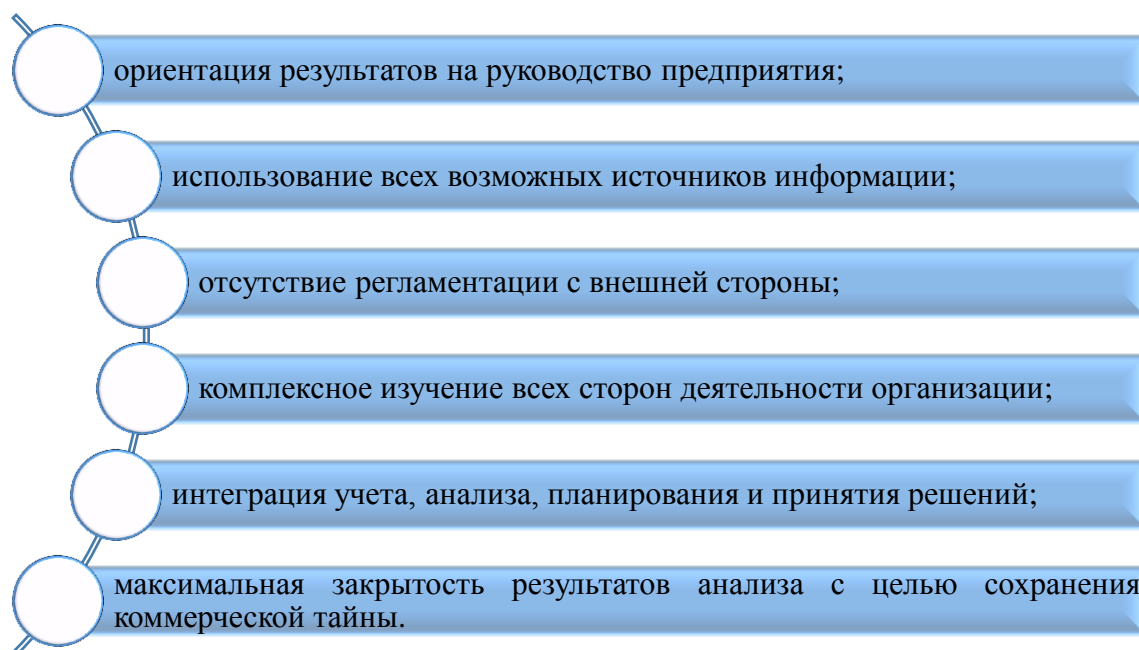 ориентация результатов на руководство предприятия;
использование всех возможных источников информации;
отсутствие регламентации с внешней стороны;
комплексное изучение всех сторон деятельности организации;
интеграция учета, анализа, планирования и принятия решений;
максимальная закрытость результатов анализа с целью сохранения
коммерческой тайны.